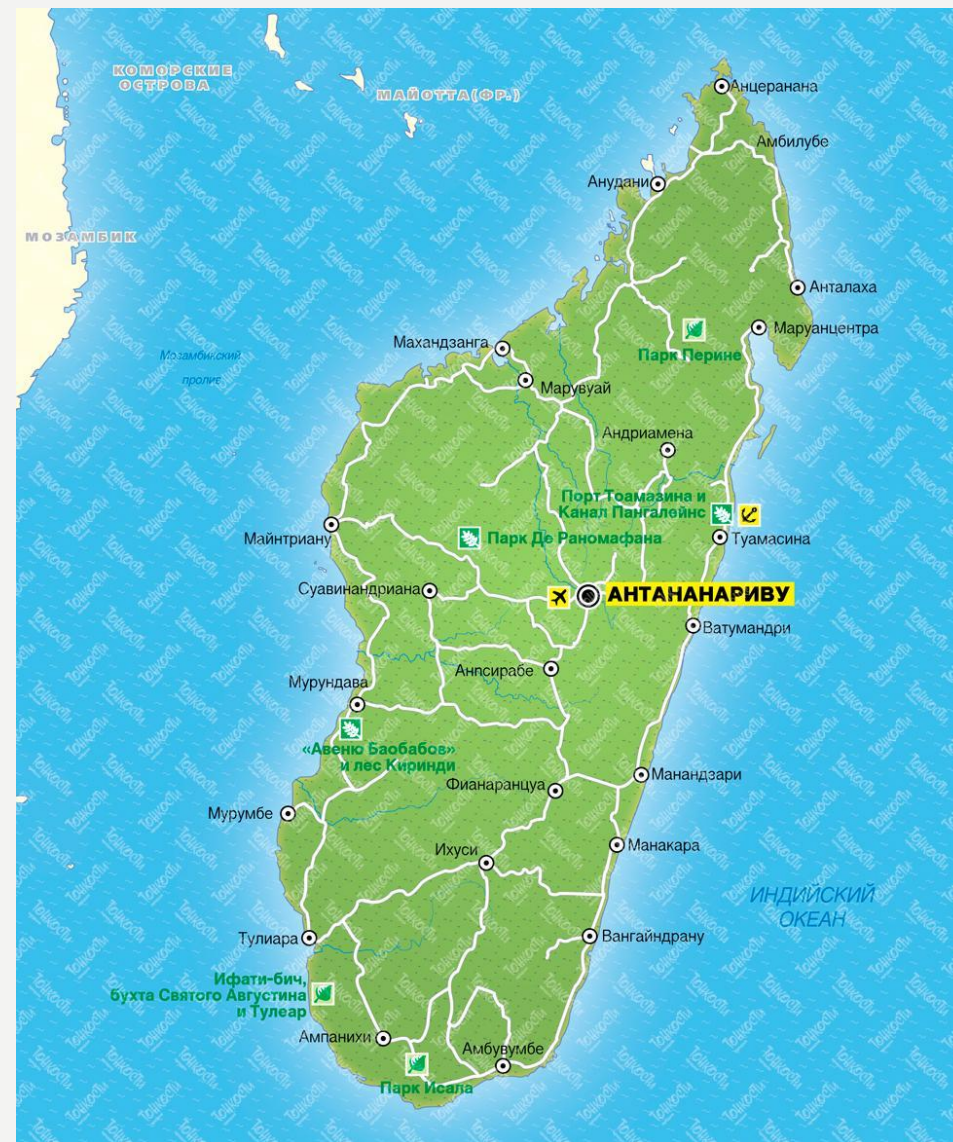 КОМОРСКИЕ
ОСТРОВА
МАЙОТТА(ФР.)
Анцеранана
Амбилубе
Анудани
МОЗАМБИК
Анталаха
Маруанцентра
Махандзанга
Парк Перине
Мозамбикский
пролив
Марувуай
Андриамена
Порт Тоамазина и
Канал Пангалейнс
Майнтриану
Парк Де Раномафана
Туамасина
Суавинандриана
АНТАНАНАРИВУ
Ватумандри
Анпсирабе
Мурундава
«Авеню Баобабов»
и лес Киринди
Фианаранцуа
Манандзари
Мурумбе
Ихуси
Манакара
ИНДИЙСКИЙ
ОКЕАН
Тулиара
Вангайндрану
Ифати-бич,
бухта Святого Августина
и Тулеар
Ампанихи
Амбувумбе
Парк Исала